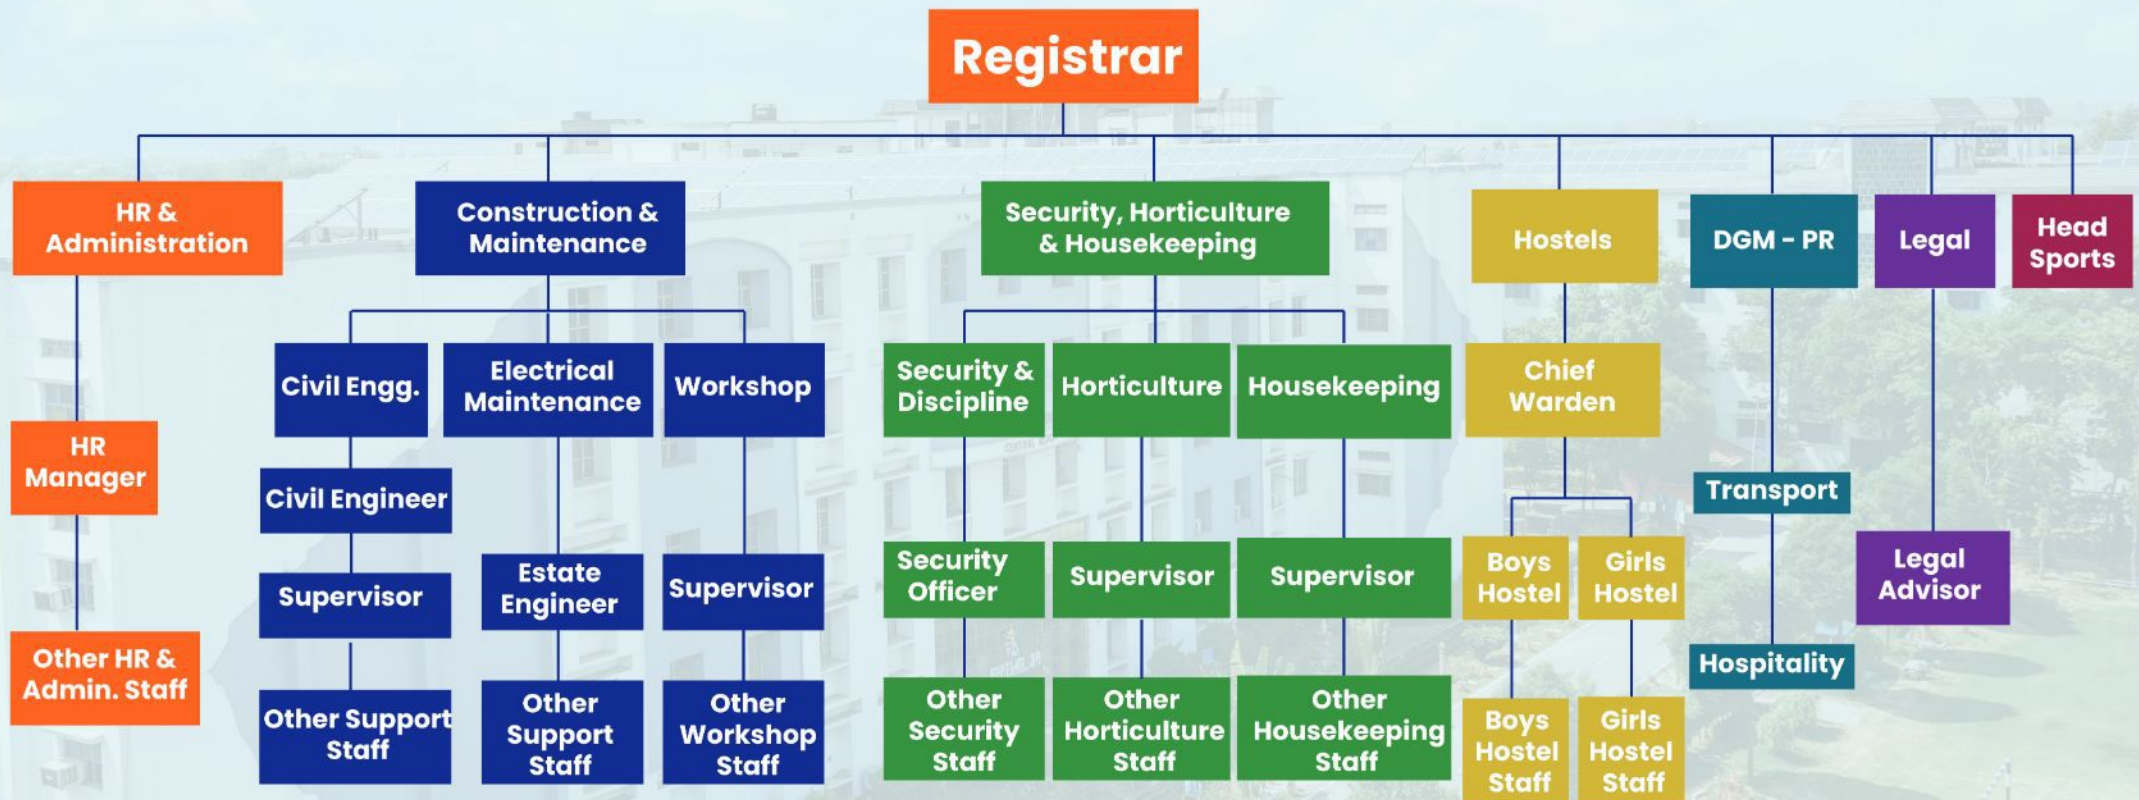 Registrar
HR &
Administration
Construction &
Maintenance
Security, Horticulture
& Housekeeping
Hostels
DGM - PR
Legal
Head
Sports
Civil Engg.
Electrical
Maintenance
Workshop
Security &
Discipline
Horticulture
Housekeeping
Chief
Warden
HR
Manager
Civil Engineer
Transport
Supervisor
Estate
Engineer
Supervisor
Security
Officer
Supervisor
Supervisor
Boys
Hostel
Girls
Hostel
Legal
Advisor
Other HR &
Admin. Staff
Hospitality
Other Support
Staff
Other
Support
Staff
Other
Workshop
Staff
Other
Security
Staff
Other
Horticulture
Staff
Other
Housekeeping
Staff
Boys
Hostel
Staff
Girls
Hostel
Staff